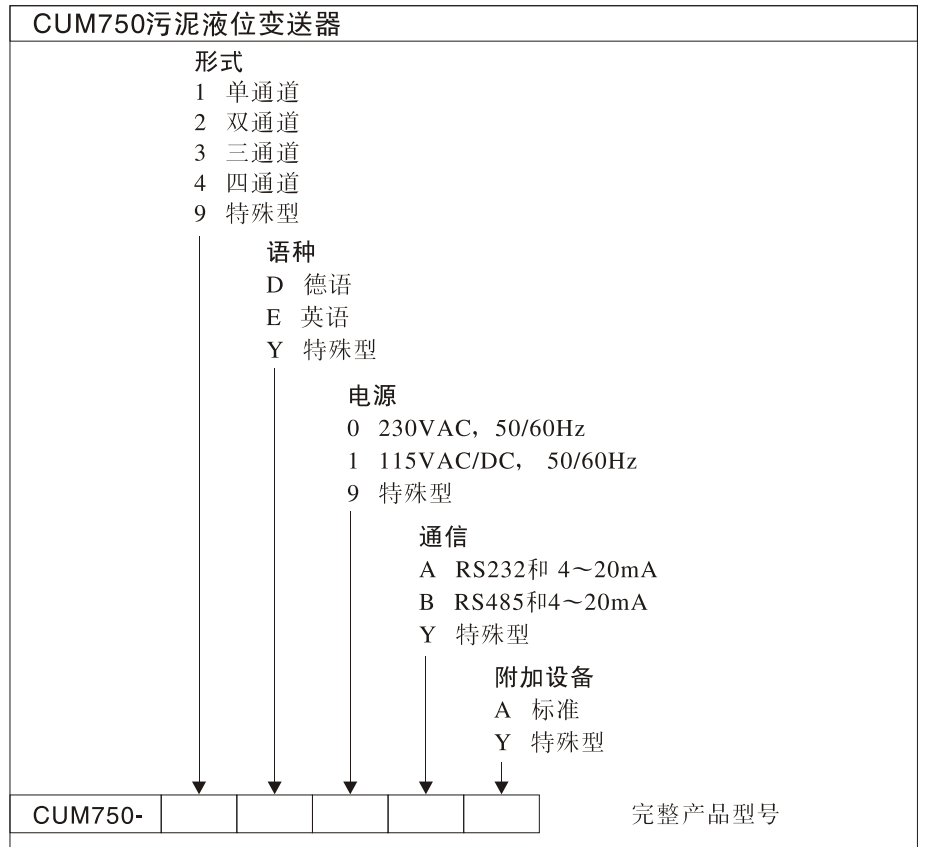 CUM750污泥液位变送器
形式
1 单通道
2 双通道
3 三通道
4 四通道
9 特殊型
语种
D 德语
E 英语
Y 特殊型
电源
0 230VAC，50/60Hz
1 115VAC/DC， 50/60Hz
9 特殊型
通信
A RS232和 4～20mA
B RS485和4～20mA
Y 特殊型
附加设备
A 标准
Y 特殊型
CUM750- 完整产品型号